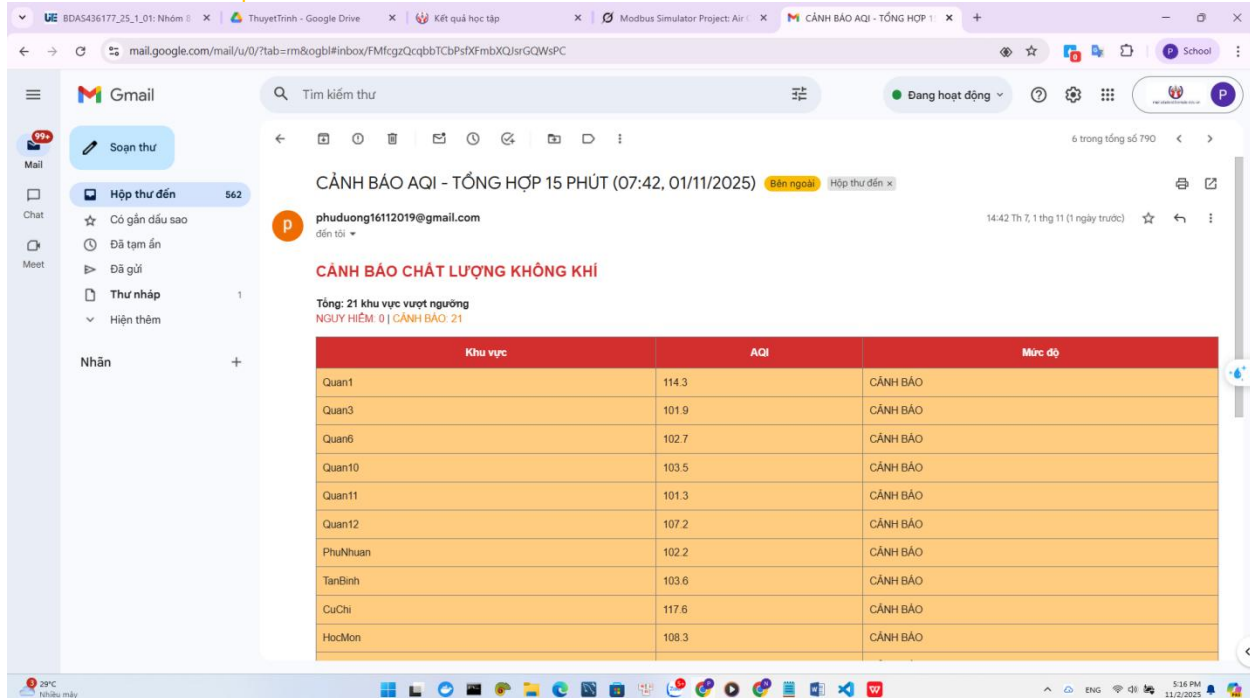 BDAS436177_25_1_01: Nhóm 8
ThuyetTrinh - Google Drive
Kết quả học tập
Modbus Simulator Project: Air
CẢNH BÁO AQI - TỔNG HỢP 1
mail.google.com/mail/u/0/?tab=rm&ogbl#inbox/FMfcgzQcqbbTCbPsfXFmbXQJsrGQWsPC
0
P School
Gmail
Tìm kiếm thư
Đang hoạt động
P
99+
Mail
Chat
Meet
Soạn thư
Hộp thư đến 562
Có gắn dấu sao
Đã tạm ẩn
Đã gửi
Thư nháp 1
Hiện thêm
Nhãn
6 trong tổng số 790
CẢNH BÁO AQI - TỔNG HỢP 15 PHÚT (07:42, 01/11/2025) Bên ngoài Hộp thư đến x
p
phuduong16112019@gmail.com
14:42 Th 7, 1 thg 11 (1 ngày trước)
đến tôi
CẢNH BÁO CHẤT LƯỢNG KHÔNG KHÍ
Tổng: 21 khu vực vượt ngưỡng
NGUY HIỂM: 0 | CẢNH BÁO: 21
Khu vực AQI Mức độ
Quan1 114.3 CẢNH BÁO
Quan3 101.9 CẢNH BÁO
Quan6 102.7 CẢNH BÁO
Quan10 103.5 CẢNH BÁO
Quan11 101.3 CẢNH BÁO
Quan12 107.2 CẢNH BÁO
PhuNhuan 102.2 CẢNH BÁO
TanBinh 103.6 CẢNH BÁO
CuChi 117.6 CẢNH BÁO
HocMon 108.3 CẢNH BÁO
29°C
Nhiều mây
ENG
5:16 PM
11/2/2025